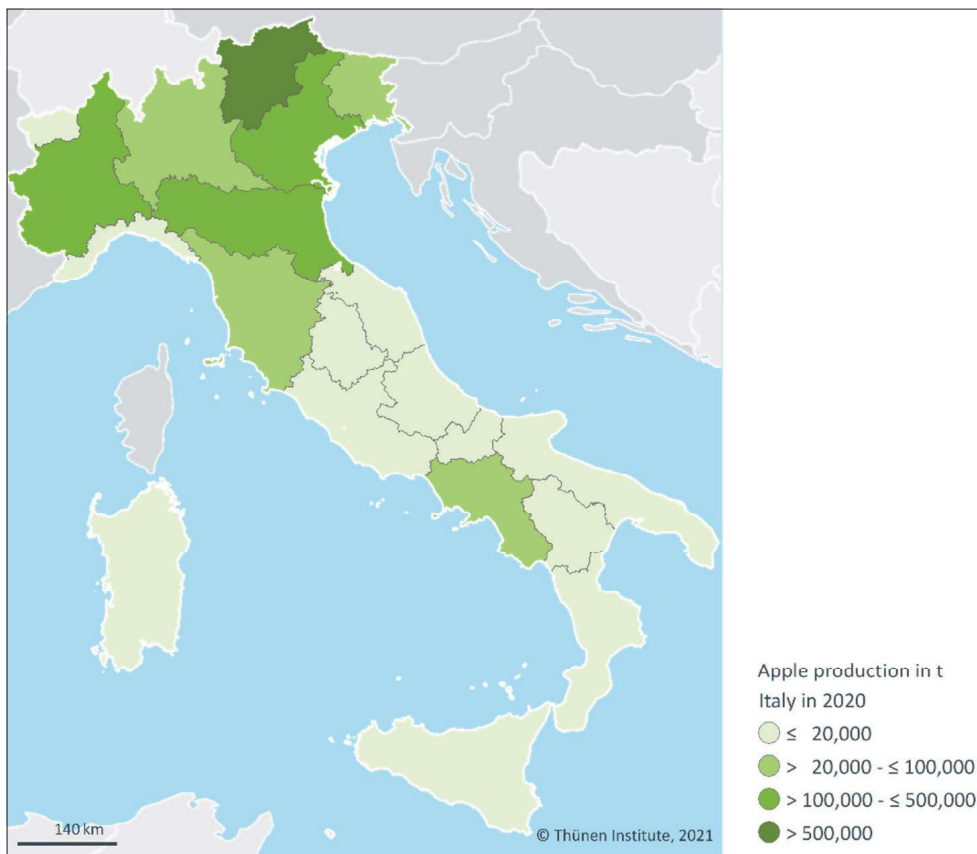 Apple production in t
Italy in 2020
≤ 20,000
> 20,000 - ≤ 100,000
> 100,000 - ≤ 500,000
> 500,000
140 km
© Thünen Institute, 2021